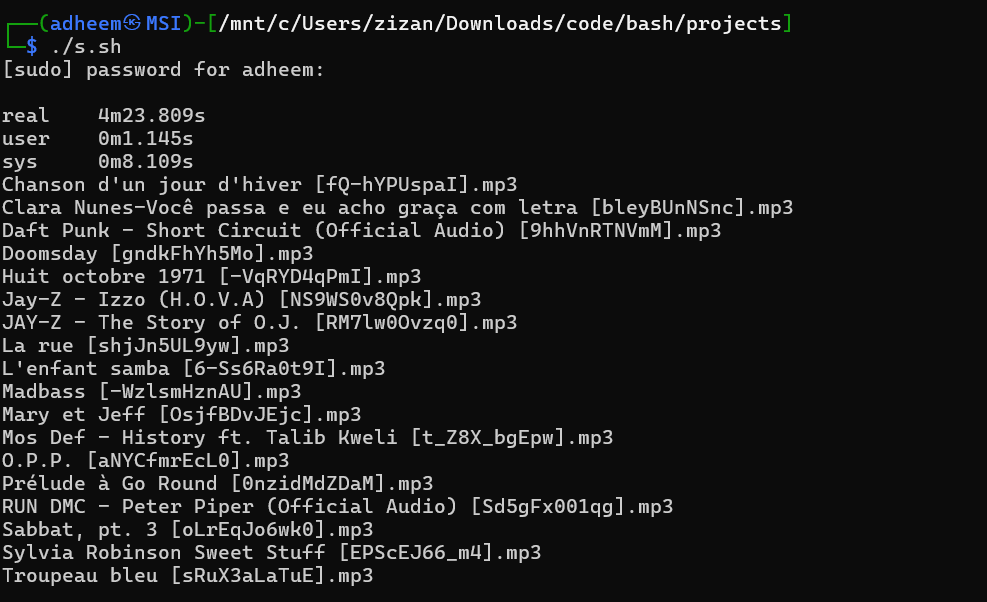 ┌──(adheem㉿MSI)-[/mnt/c/Users/zizan/Downloads/code/bash/projects]
└─$ ./s.sh
[sudo] password for adheem:
real    4m23.809s
user    0m1.145s
sys     0m8.109s
Chanson d'un jour d'hiver [fQ-hYPUspaI].mp3
Clara Nunes-Você passa e eu acho graça com letra [bleyBUnNSnc].mp3
Daft Punk - Short Circuit (Official Audio) [9hhVnRTNVmM].mp3
Doomsday [gndkFhYh5Mo].mp3
Huit octobre 1971 [-VqRYD4qPmI].mp3
Jay-Z - Izzo (H.O.V.A) [NS9WS0v8Qpk].mp3
JAY-Z - The Story of O.J. [RM7lw0Ovzq0].mp3
La rue [shjJn5UL9yw].mp3
L'enfant samba [6-Ss6Ra0t9I].mp3
Madbass [-WzlsmHznAU].mp3
Mary et Jeff [OsjfBDvJEjc].mp3
Mos Def - History ft. Talib Kweli [t_Z8X_bgEpw].mp3
O.P.P. [aNYCfmrEcL0].mp3
Prélude à Go Round [0nzidMdZDaM].mp3
RUN DMC - Peter Piper (Official Audio) [Sd5gFx001qg].mp3
Sabbat, pt. 3 [oLrEqJo6wk0].mp3
Sylvia Robinson Sweet Stuff [EPScEJ66_m4].mp3
Troupeau bleu [sRuX3aLaTuE].mp3